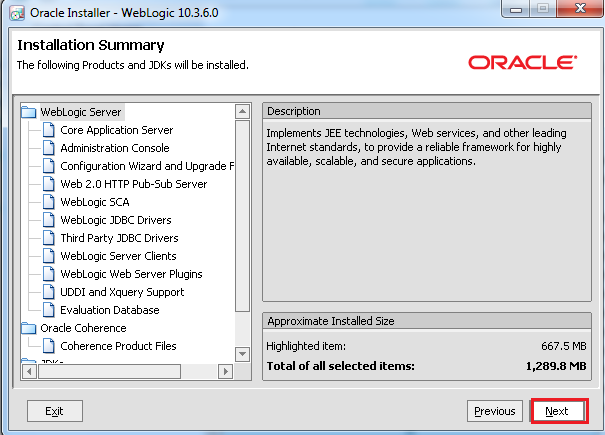 Oracle Installer - WebLogic 10.3.6.0
Installation Summary
The following Products and JDKs will be installed.
ORACLE
WebLogic Server
Core Application Server
Administration Console
Configuration Wizard and Upgrade F
Web 2.0 HTTP Pub-Sub Server
WebLogic SCA
WebLogic JDBC Drivers
Third Party JDBC Drivers
WebLogic Server Clients
WebLogic Web Server Plugins
UDDI and Xquery Support
Evaluation Database
Oracle Coherence
Coherence Product Files
JDKs
Description
Implements JEE technologies, Web services, and other leading
Internet standards, to provide a reliable framework for highly
available, scalable, and secure applications.
Approximate Installed Size
Highlighted item: 667.5 MB
Total of all selected items: 1,289.8 MB
Exit
Previous
Next